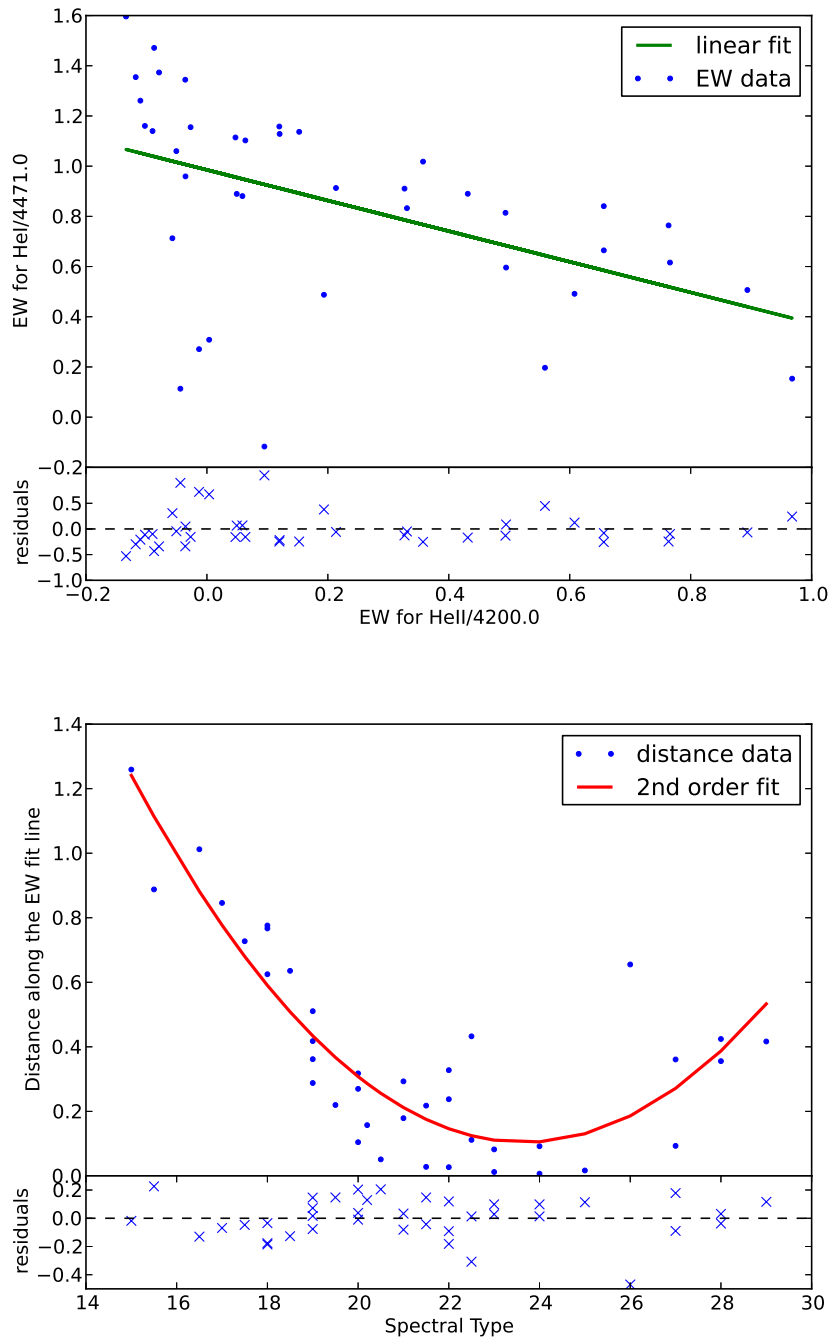 1.6
1.4
1.2
1.0
0.8
0.6
0.4
0.2
0.0
−0.2
EW for HeI/4471.0
linear fit
EW data
0.5
0.0
−0.5
−1.0
residuals
−0.2 0.0 0.2 0.4 0.6 0.8 1.0
EW for HeII/4200.0
1.4
1.2
1.0
0.8
0.6
0.4
0.2
0.0
Distance along the EW fit line
distance data
2nd order fit
0.2
0.0
−0.2
−0.4
residuals
14 16 18 20 22 24 26 28 30
Spectral Type